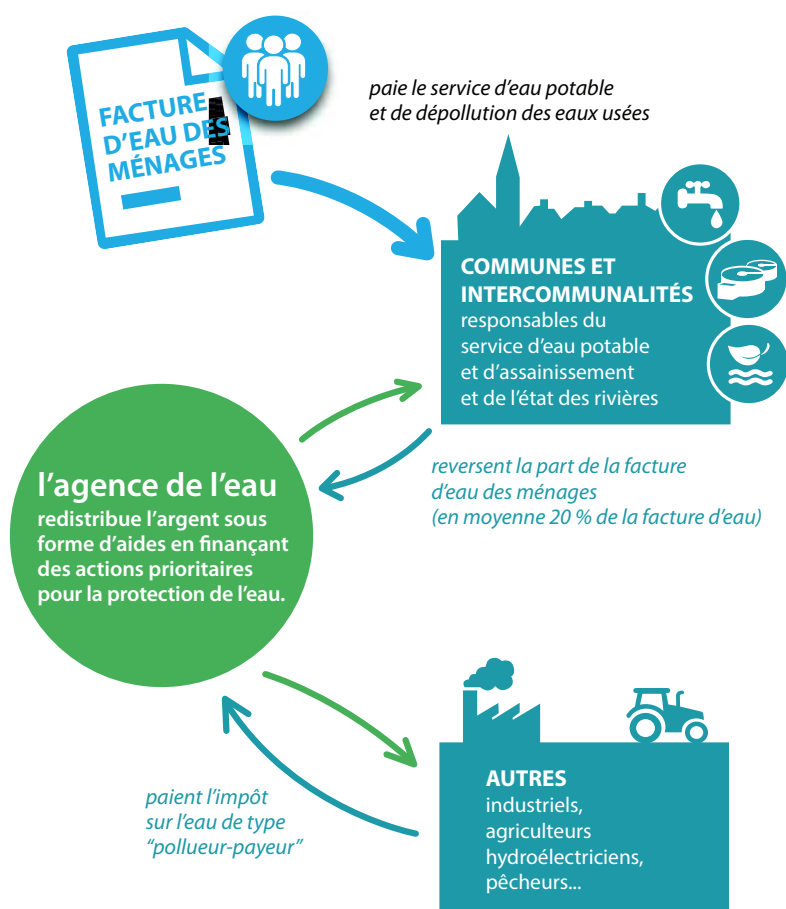 FACTURE
D'EAU DES
MÉNAGES
paie le service d'eau potable
et de dépollution des eaux usées
COMMUNES ET
INTERCOMMUNALITÉS
responsables du
service d'eau potable
et d'assainissement
et de l'état des rivières
l'agence de l'eau
redistribue l'argent sous
forme d'aides en finançant
des actions prioritaires
pour la protection de l'eau.
reversent la part de la facture
d'eau des ménages
(en moyenne 20 % de la facture d'eau)
paient l'impôt
sur l'eau de type
“pollueur-payeur”
AUTRES
industriels,
agriculteurs
hydroélectriciens,
pêcheurs...